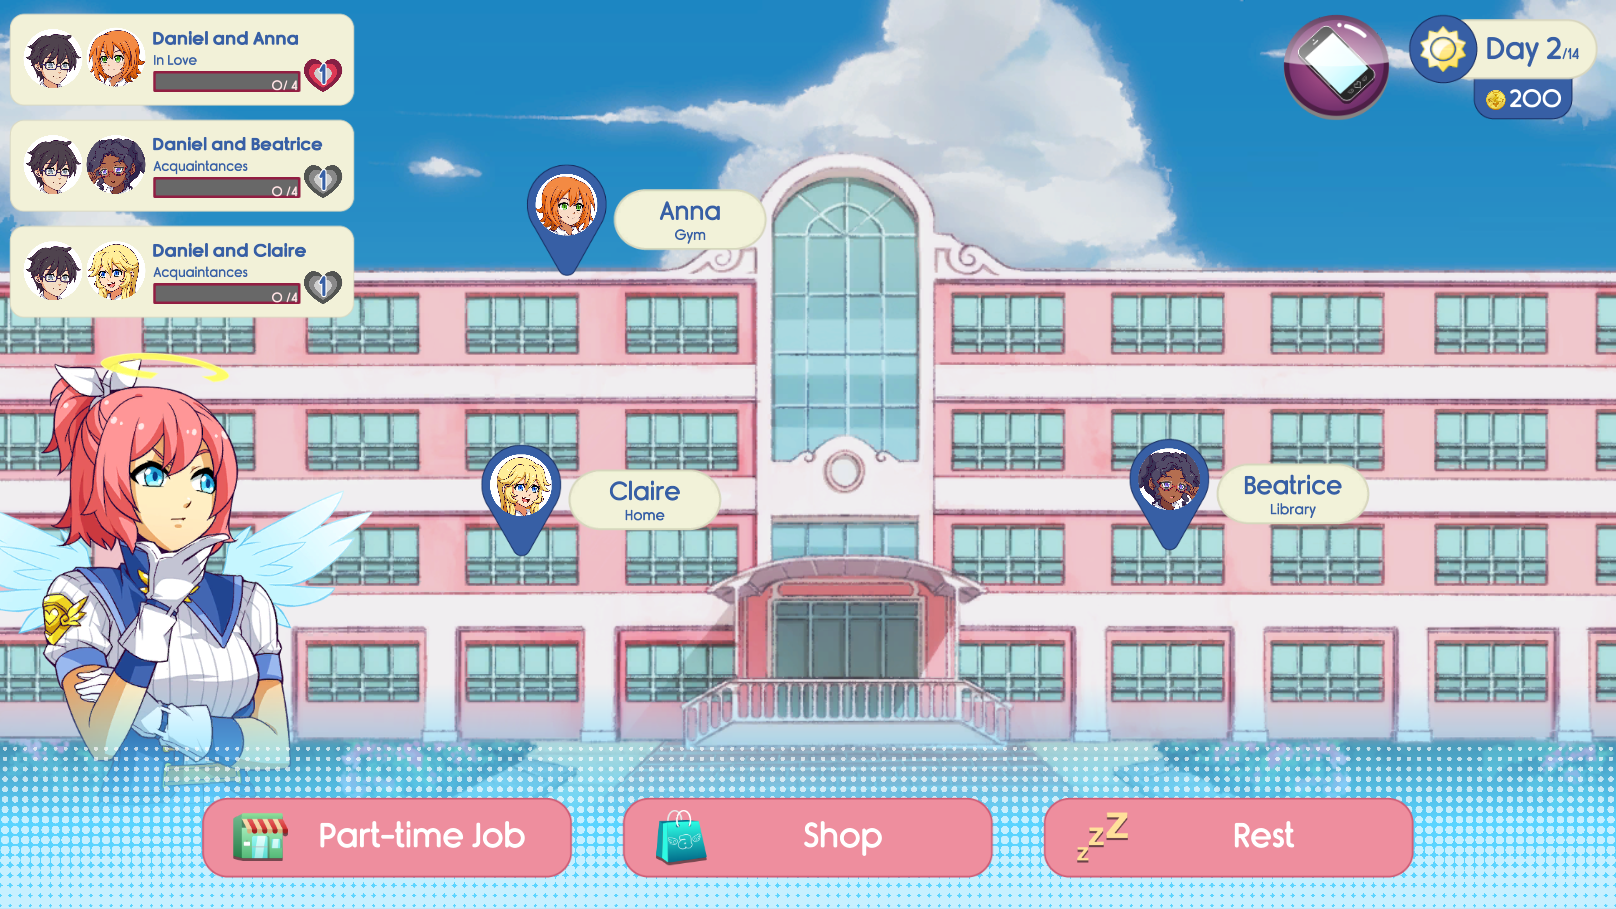 Daniel and Anna
In Love
0/4
1
Daniel and Beatrice
Acquaintances
0/4
1
Daniel and Claire
Acquaintances
0/4
1
Day 2/14
200
Anna
Gym
Claire
Home
Beatrice
Library
Part-time Job
a
Shop
z z Z
Rest